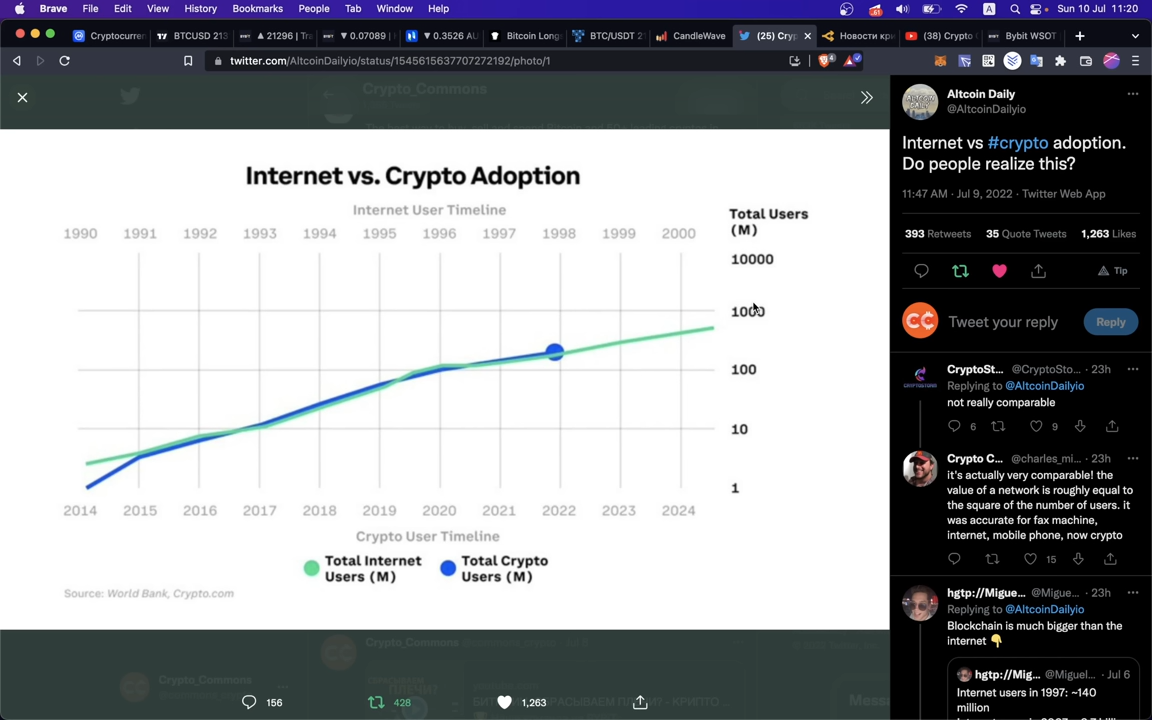 Brave File Edit View History Bookmarks People Tab Window Help
61 A Sun 10 Jul 11:20
Cryptocurren
BTCUSD 213
▲ 21296 | Tra
▼ 0.07089 |
▼ 0.3526 AU
Bitcoin Long
BTC/USDT 2
CandleWave
(25) Cryp
Новости кри
(38) Crypto
Bybit WSOT
twitter.com/AltcoinDailyio/status/1545615637707272192/photo/1
Crypto_Commons
Internet vs. Crypto Adoption
Internet User Timeline
1990 1991 1992 1993 1994 1995 1996 1997 1998 1999 2000
Total Users
(M)
10000
1000
100
10
1
2014 2015 2016 2017 2018 2019 2020 2021 2022 2023 2024
Crypto User Timeline
Total Internet
Users (M)
Total Crypto
Users (M)
Source: World Bank, Crypto.com
Crypto_Commons
Crypto_Commons
156 428 1,263
Altcoin Daily
@AltcoinDailyio
Internet vs #crypto adoption.
Do people realize this?
11:47 AM · Jul 9, 2022 · Twitter Web App
393 Retweets 35 Quote Tweets 1,263 Likes
Tip
Tweet your reply
Reply
CryptoSt... @CryptoSto... · 23h
Replying to @AltcoinDailyio
not really comparable
6 9
Crypto C... @charles_mi... · 23h
it's actually very comparable! the
value of a network is roughly equal to
the square of the number of users. it
was accurate for fax machine,
internet, mobile phone, now crypto
15
hgtp://Migue... @Migue... · 23h
Replying to @AltcoinDailyio
Blockchain is much bigger than the
internet 👇
hgtp://Mig... @Miguel... · Jul 6
Internet users in 1997: ~140
million